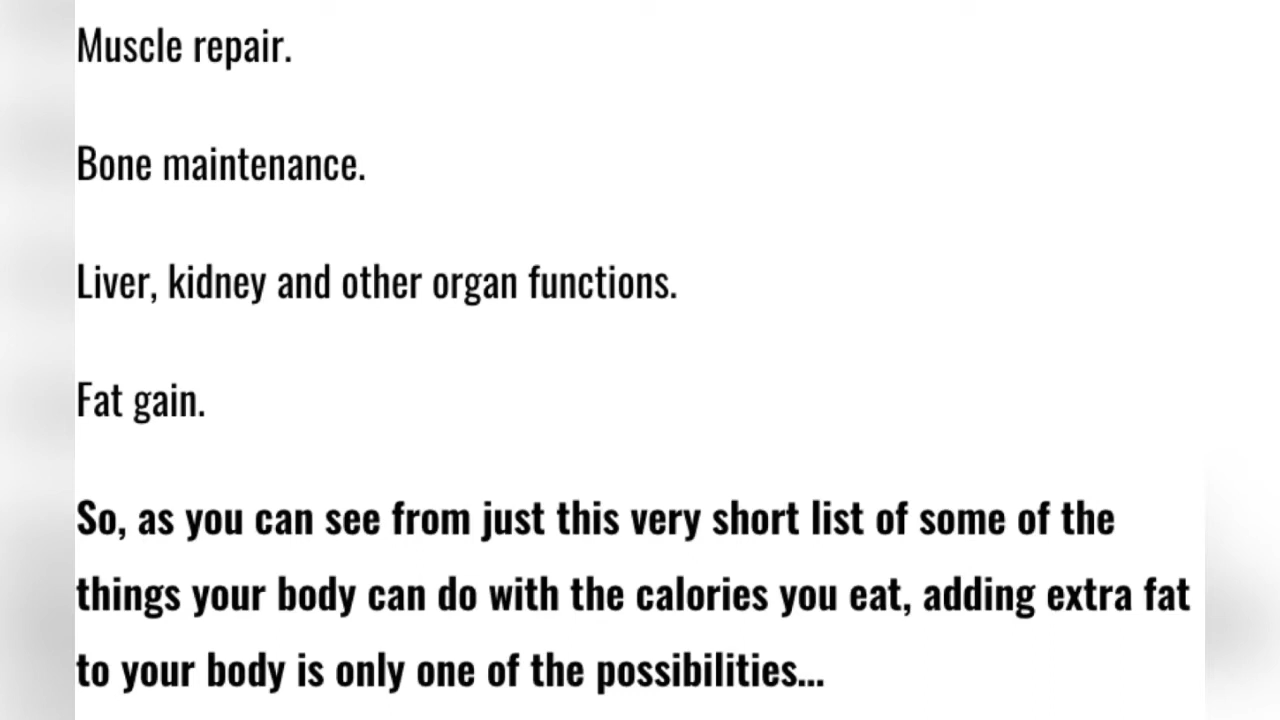 Muscle repair.
Bone maintenance.
Liver, kidney and other organ functions.
Fat gain.
So, as you can see from just this very short list of some of the
things your body can do with the calories you eat, adding extra fat
to your body is only one of the possibilities...